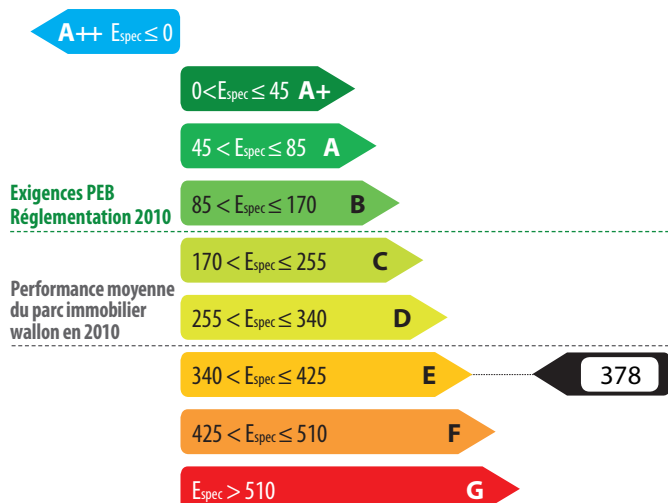 A++ Espec ≤ 0
0<Espec ≤ 45 A+
45 < Espec ≤ 85 A
Exigences PEB
Réglementation 2010
85 < Espec ≤ 170 B
170 < Espec ≤ 255 C
Performance moyenne
du parc immobilier
wallon en 2010
255 < Espec ≤ 340 D
340 < Espec ≤ 425 E
378
425 < Espec ≤ 510 F
Espec > 510 G